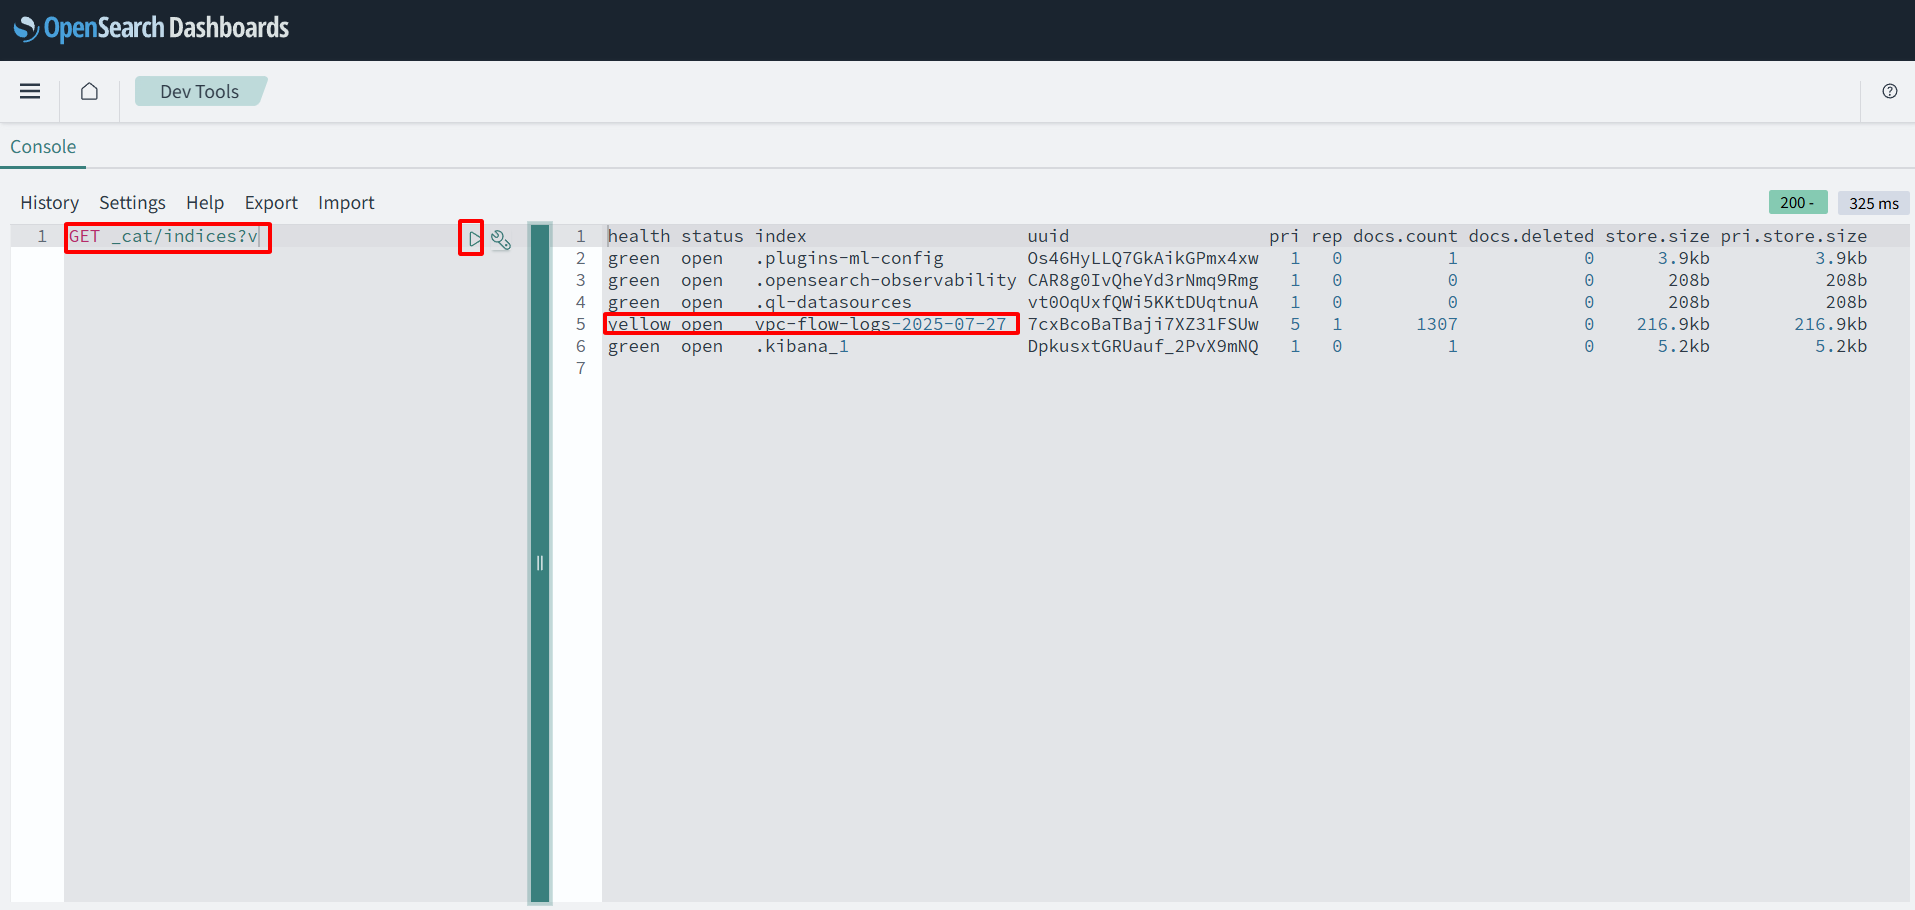 OpenSearch Dashboards
Dev Tools
Console
History Settings Help Export Import
200 - 325 ms
1 GET _cat/indices?v
1 health status index uuid pri rep docs.count docs.deleted store.size pri.store.size
2 green open .plugins-ml-config Os46HyLLQ7GkAikGPmx4xw 1 0 1 0 3.9kb 3.9kb
3 green open .opensearch-observability CAR8g0IvQheYd3rNmq9Rmg 1 0 0 0 208b 208b
4 green open .ql-datasources vt0OqUxfQWi5KKtDUqtnuA 1 0 0 0 208b 208b
5 yellow open vpc-flow-logs-2025-07-27 7cxBcoBaTBaji7XZ31FSUw 5 1 1307 0 216.9kb 216.9kb
6 green open .kibana_1 DpkusxtGRUauf_2PvX9mNQ 1 0 1 0 5.2kb 5.2kb
7